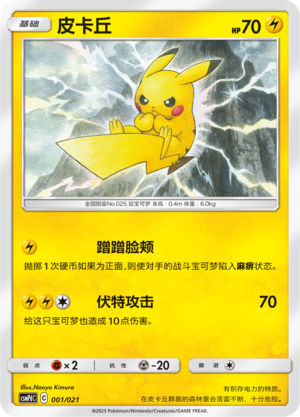 基础 皮卡丘 HP 70
全国图鉴No.025 鼠宝可梦 身高：0.4m 体重：6.0kg
蹭蹭脸颊
抛掷1次硬币如果为正面，则使对手的战斗宝可梦陷入麻痹状态。
伏特攻击 70
给这只宝可梦也造成10点伤害。
弱点 ×2 抗性 -20 撤退
Illus.Naoyo Kimura
CSMPdC C 001/021
有积存电力的特质。
在皮卡丘群居的森林里会落雷不断，十分危险。
©2023 Pokémon/Nintendo/Creatures/GAME FREAK.